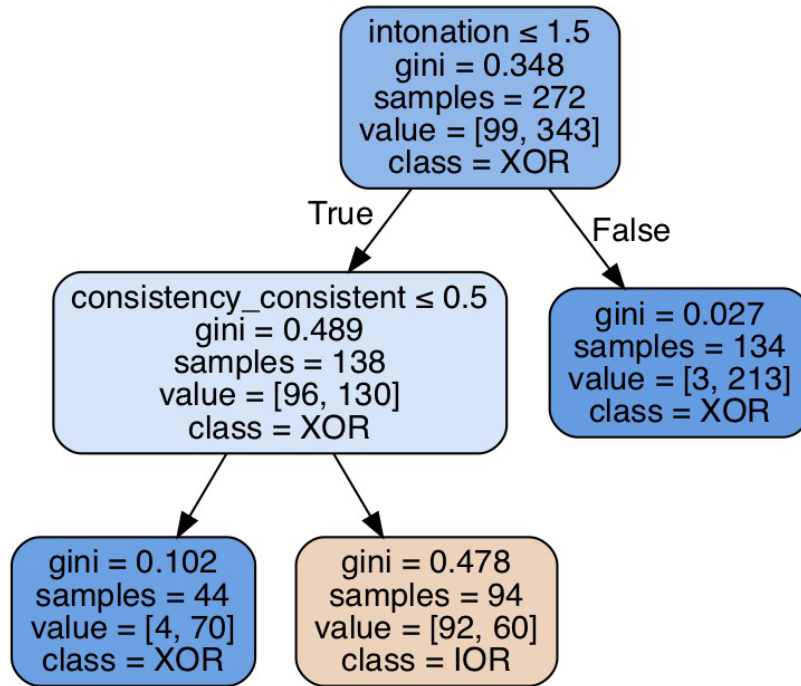 intonation ≤ 1.5
gini = 0.348
samples = 272
value = [99, 343]
class = XOR
True
False
consistency_consistent ≤ 0.5
gini = 0.489
samples = 138
value = [96, 130]
class = XOR
gini = 0.027
samples = 134
value = [3, 213]
class = XOR
gini = 0.102
samples = 44
value = [4, 70]
class = XOR
gini = 0.478
samples = 94
value = [92, 60]
class = IOR